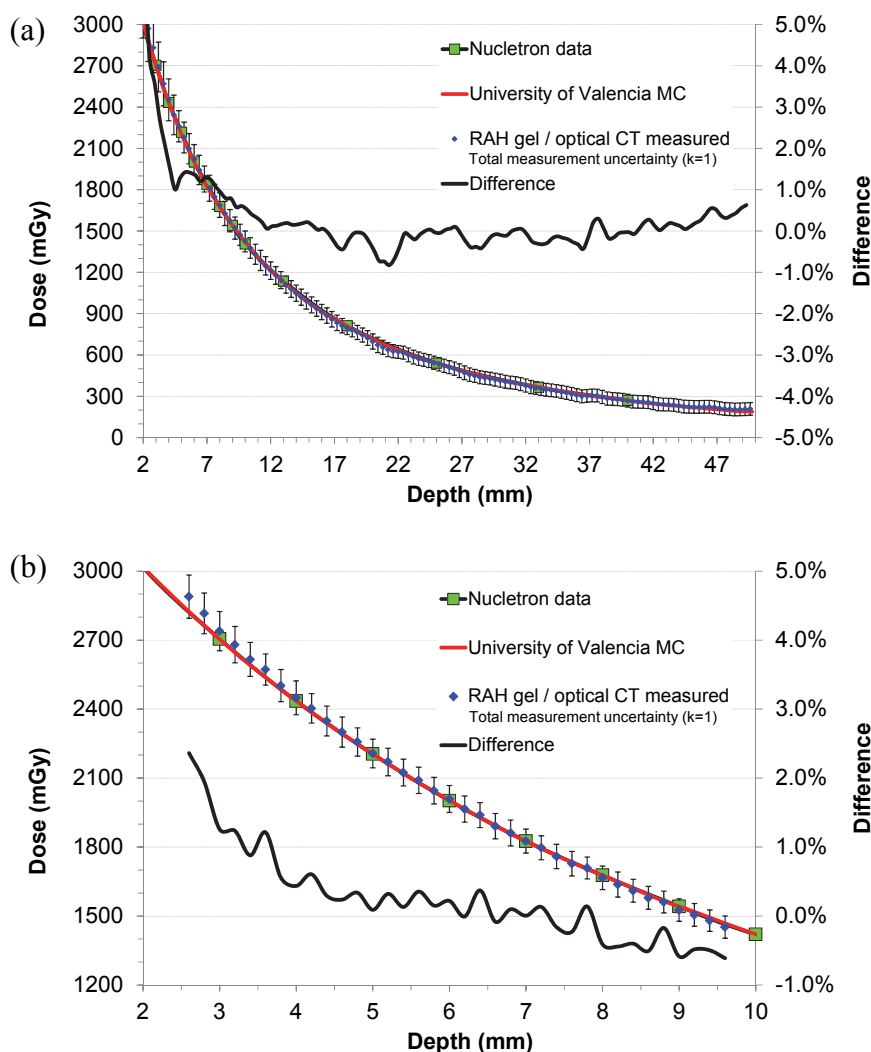 (a)
3000
2700
2400
2100
1800
1500
1200
900
600
300
0
Dose (mGy)
5.0%
4.0%
3.0%
2.0%
1.0%
0.0%
-1.0%
-2.0%
-3.0%
-4.0%
-5.0%
Difference
Nucletron data
University of Valencia MC
RAH gel / optical CT measured
Total measurement uncertainty (k=1)
Difference
2 7 12 17 22 27 32 37 42 47
Depth (mm)
(b)
3000
2700
2400
2100
1800
1500
1200
Dose (mGy)
5.0%
4.0%
3.0%
2.0%
1.0%
0.0%
-1.0%
Difference
Nucletron data
University of Valencia MC
RAH gel / optical CT measured
Total measurement uncertainty (k=1)
Difference
2 3 4 5 6 7 8 9 10
Depth (mm)